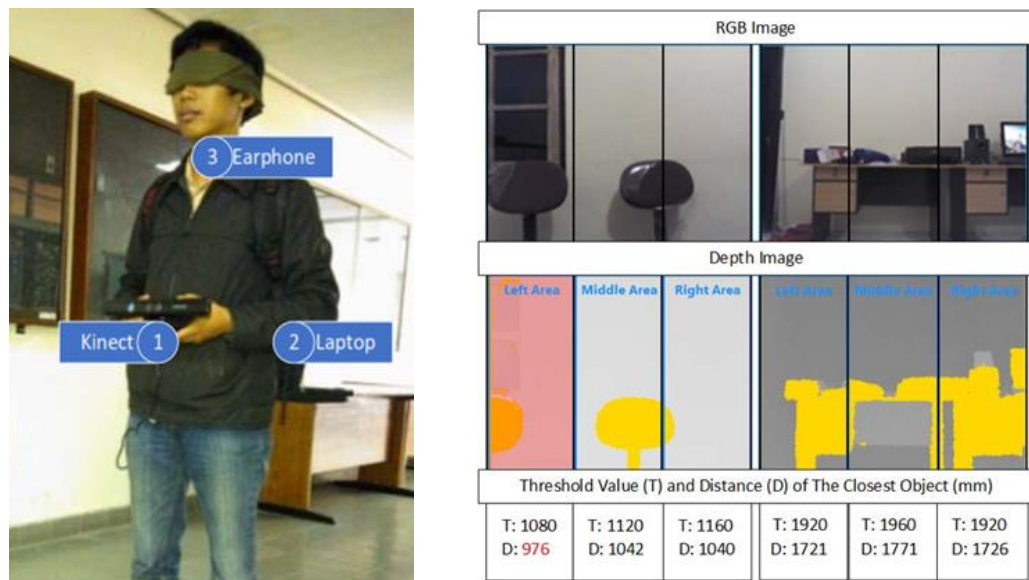 3 Earphone
Kinect 1
2 Laptop
RGB Image
Depth Image
Left Area Middle Area Right Area Left Area Middle Area Right Area
Threshold Value (T) and Distance (D) of The Closest Object (mm)
T: 1080 T: 1120 T: 1160 T: 1920 T: 1960 T: 1920
D: 976 D: 1042 D: 1040 D: 1721 D: 1771 D: 1726